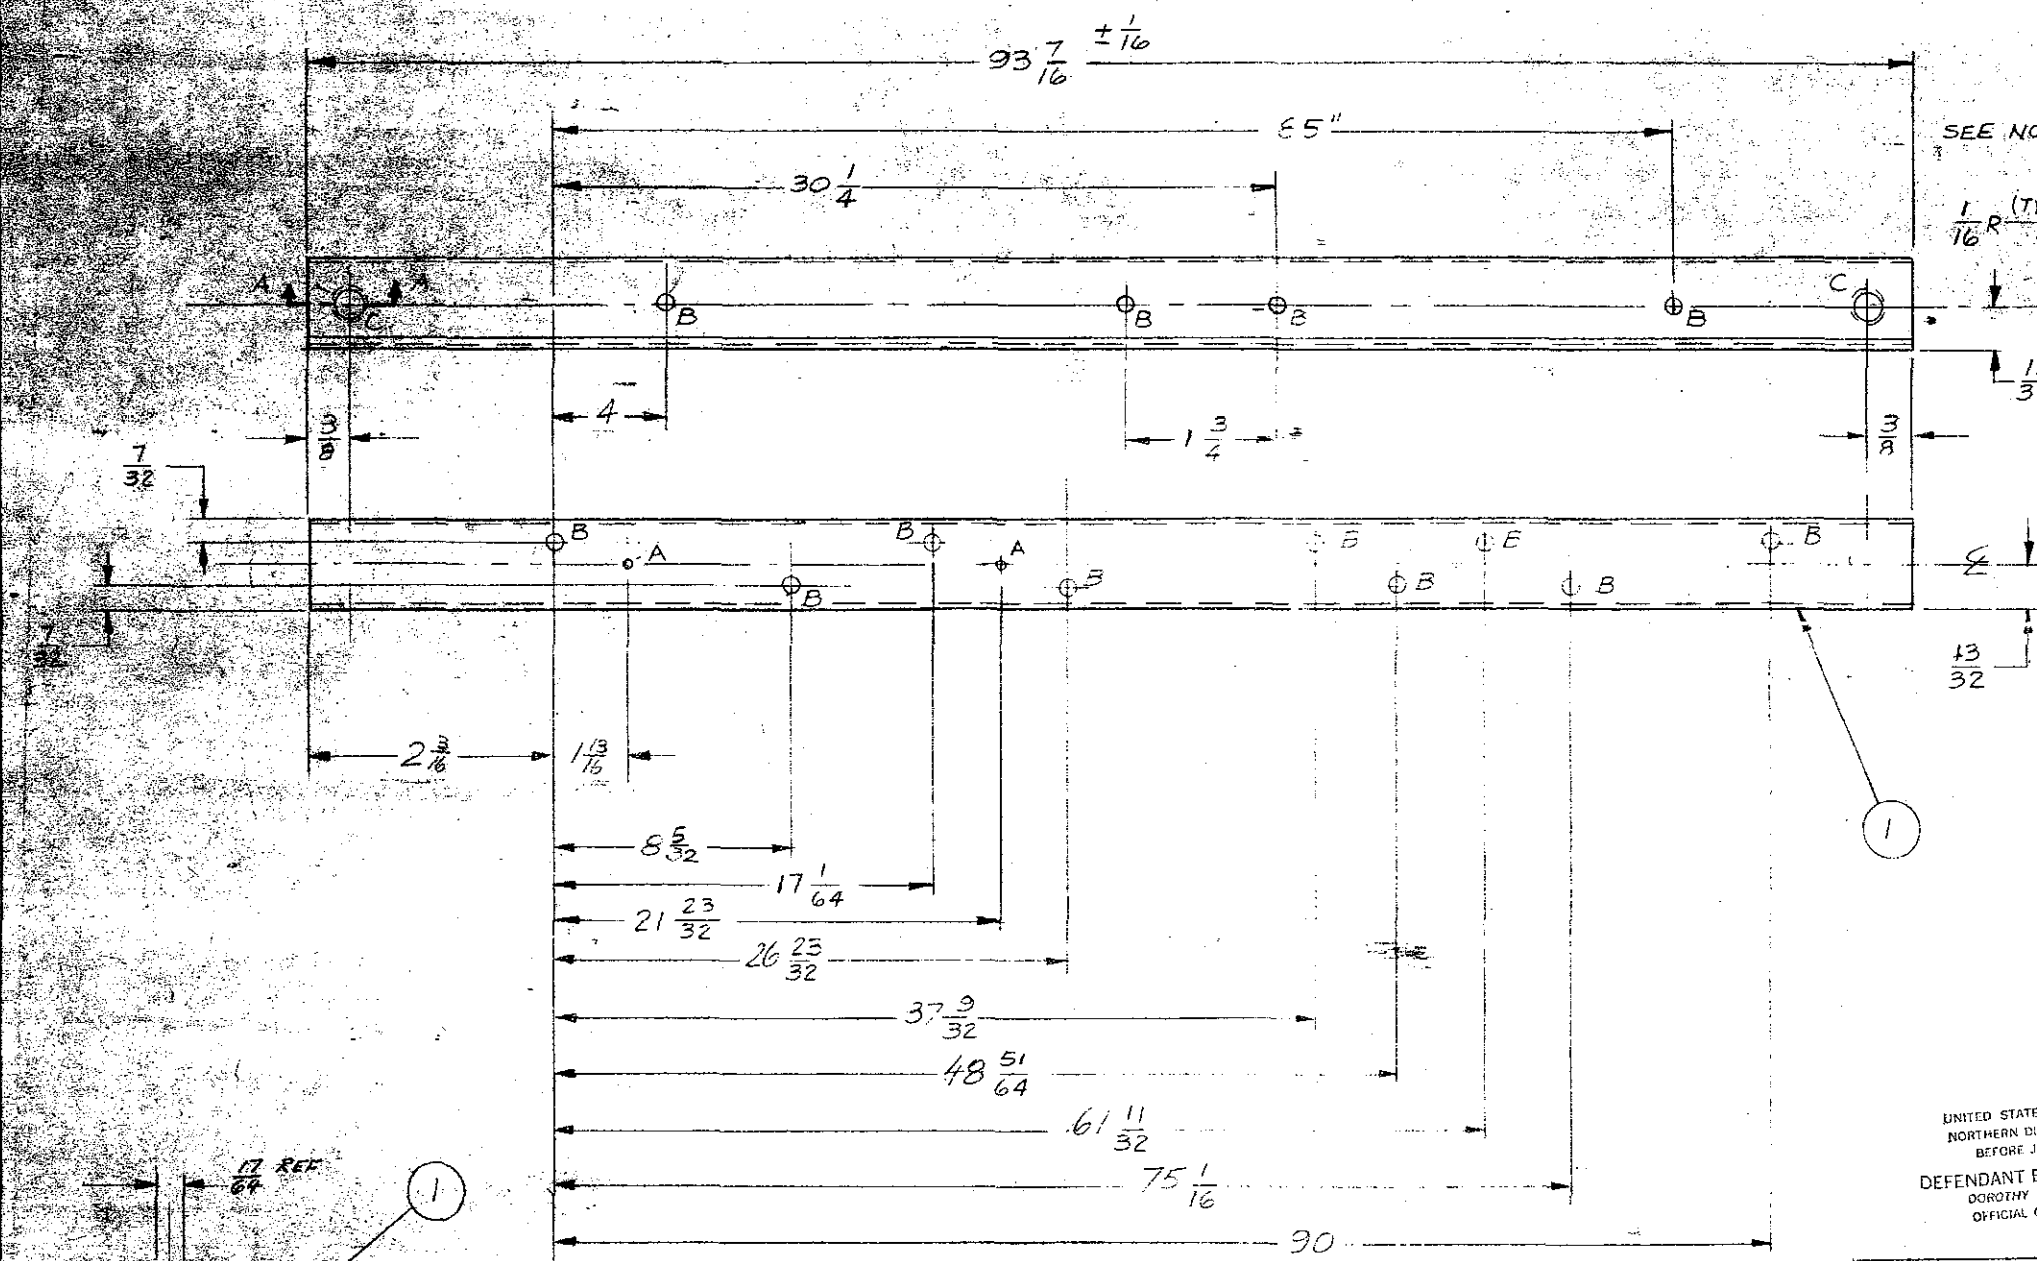 93 7/16 ± 1/16
65"
SEE NO
30 1/4
1/16 R (TY
A A
C
B
B
B
B
C
4
3/8
1 3/4
3/8
7/32
B
B
B
B
A
A
B
B
B
B
B
7/32
13/32
2 3/16
1 13/16
1
8 5/32
17 1/64
21 23/32
26 23/32
37 9/32
48 51/64
61 11/32
75 1/16
90
17/64 REF
1
UNITED STATE
NORTHERN DI
BEFORE J
DEFENDANT E
DOROTHY
OFFICIAL